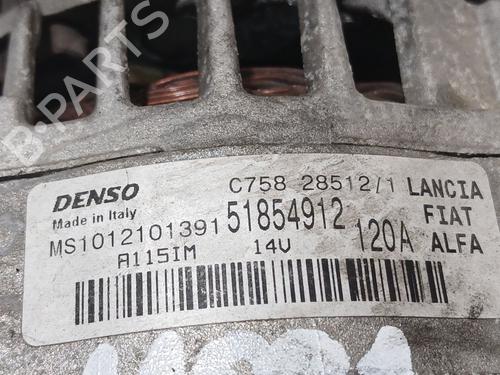 B-PARTS
DENSO C758 28512/1 LANCIA
Made in Italy 51854912 FIAT
MS1012101391 120A ALFA
A115IM 14V